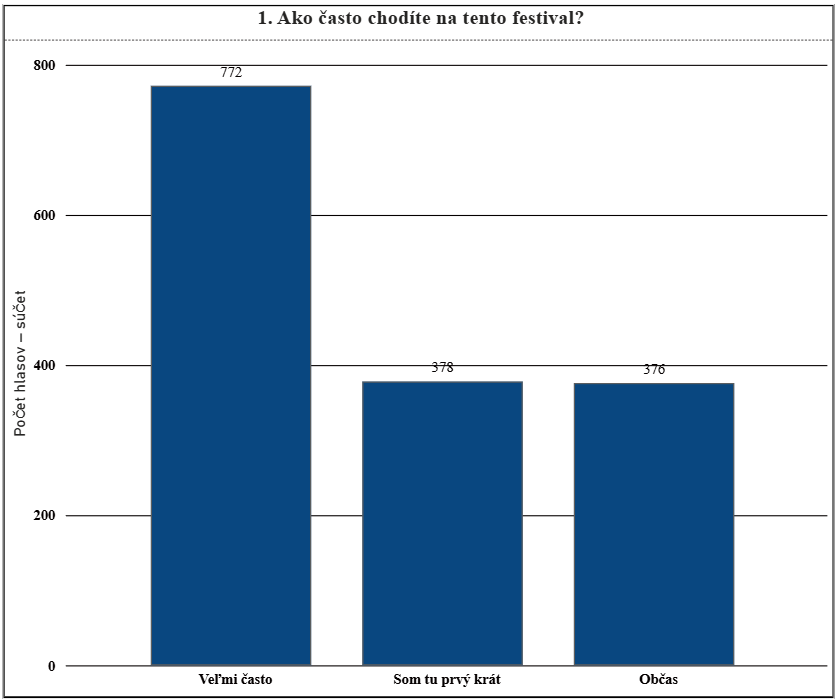 1. Ako často chodíte na tento festival?
Počet hlasov – súčet
800
600
400
200
0
772
378
376
Veľmi často
Som tu prvý krát
Občas